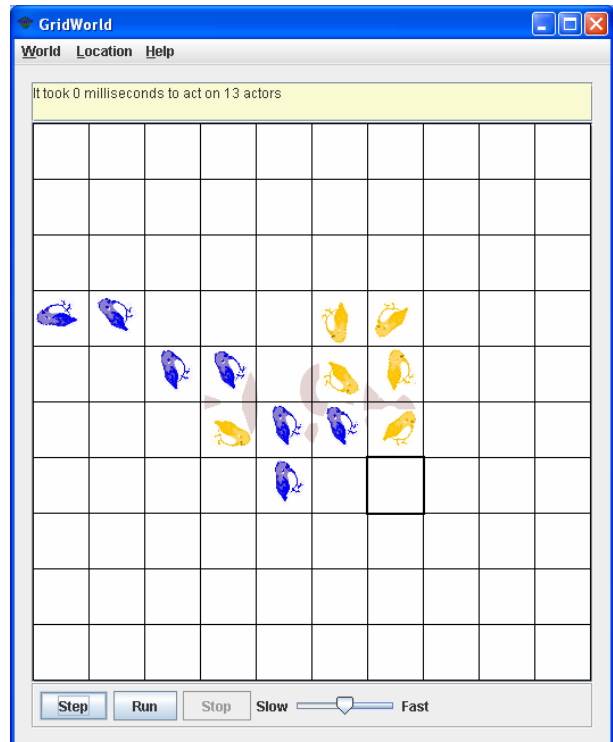 GridWorld
World Location Help
It took 0 milliseconds to act on 13 actors
Step Run Stop Slow Fast